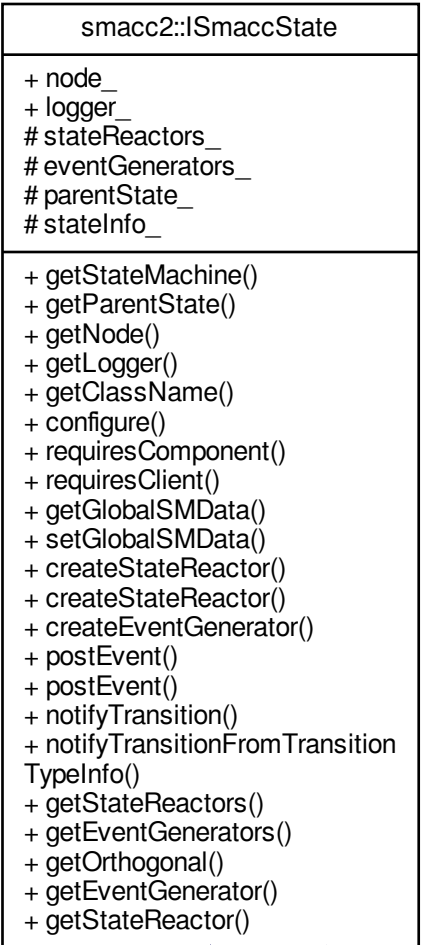 smacc2::ISmaccState
+ node_
+ logger_
# stateReactors_
# eventGenerators_
# parentState_
# stateInfo_
+ getStateMachine()
+ getParentState()
+ getNode()
+ getLogger()
+ getClassName()
+ configure()
+ requiresComponent()
+ requiresClient()
+ getGlobalSMData()
+ setGlobalSMData()
+ createStateReactor()
+ createStateReactor()
+ createEventGenerator()
+ postEvent()
+ postEvent()
+ notifyTransition()
+ notifyTransitionFromTransition
TypeInfo()
+ getStateReactors()
+ getEventGenerators()
+ getOrthogonal()
+ getEventGenerator()
+ getStateReactor()